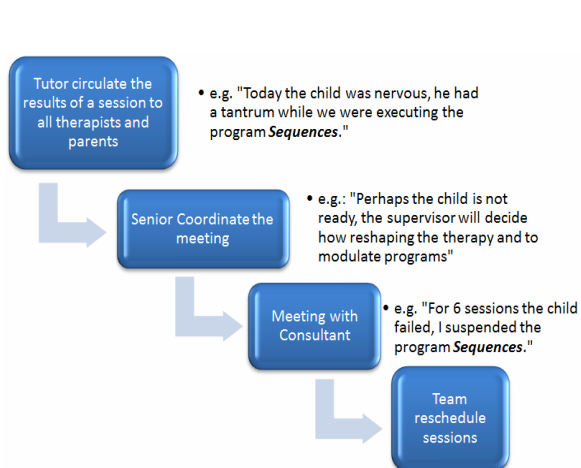 Tutor circulate the
results of a session to
all therapists and
parents
• e.g. "Today the child was nervous, he had
a tantrum while we were executing the
program Sequences."
Senior Coordinate the
meeting
• e.g.: "Perhaps the child is not
ready, the supervisor will decide
how reshaping the therapy and to
modulate programs"
Meeting with
Consultant
• e.g. "For 6 sessions the child
failed, I suspended the
program Sequences."
Team
reschedule
sessions